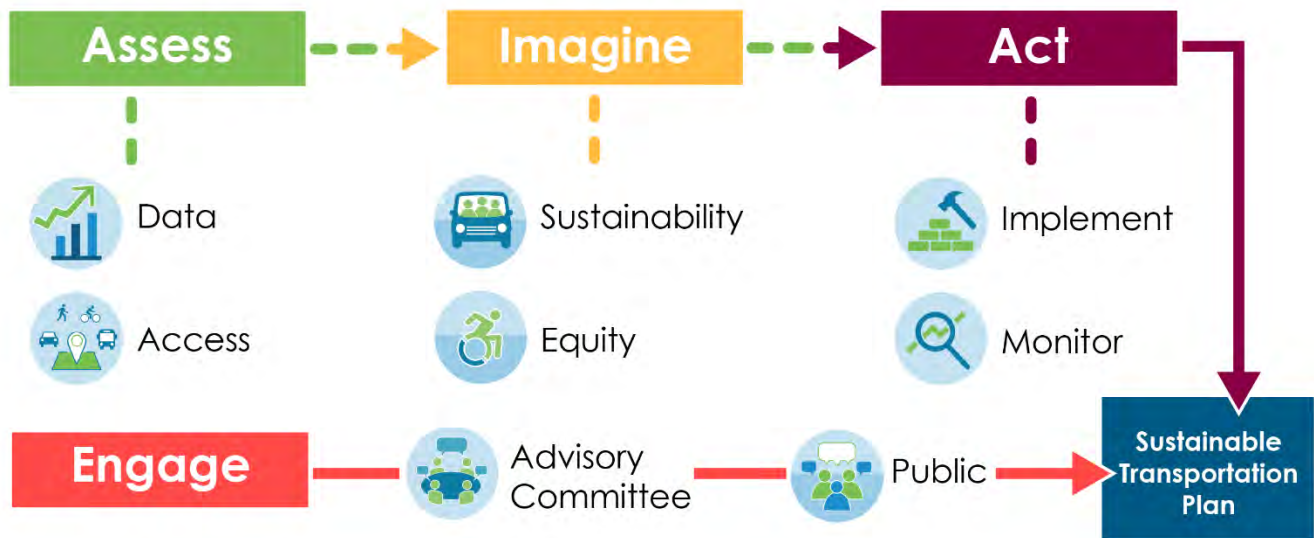 Assess
Imagine
Act
Data
Sustainability
Implement
Access
Equity
Monitor
Engage
Advisory
Committee
Public
Sustainable
Transportation
Plan